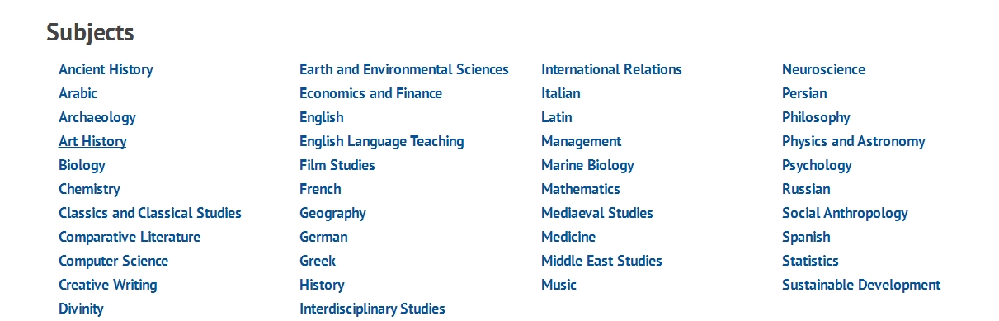 Subjects
Ancient History
Arabic
Archaeology
Art History
Biology
Chemistry
Classics and Classical Studies
Comparative Literature
Computer Science
Creative Writing
Divinity
Earth and Environmental Sciences
Economics and Finance
English
English Language Teaching
Film Studies
French
Geography
German
Greek
History
Interdisciplinary Studies
International Relations
Italian
Latin
Management
Marine Biology
Mathematics
Mediaeval Studies
Medicine
Middle East Studies
Music
Neuroscience
Persian
Philosophy
Physics and Astronomy
Psychology
Russian
Social Anthropology
Spanish
Statistics
Sustainable Development